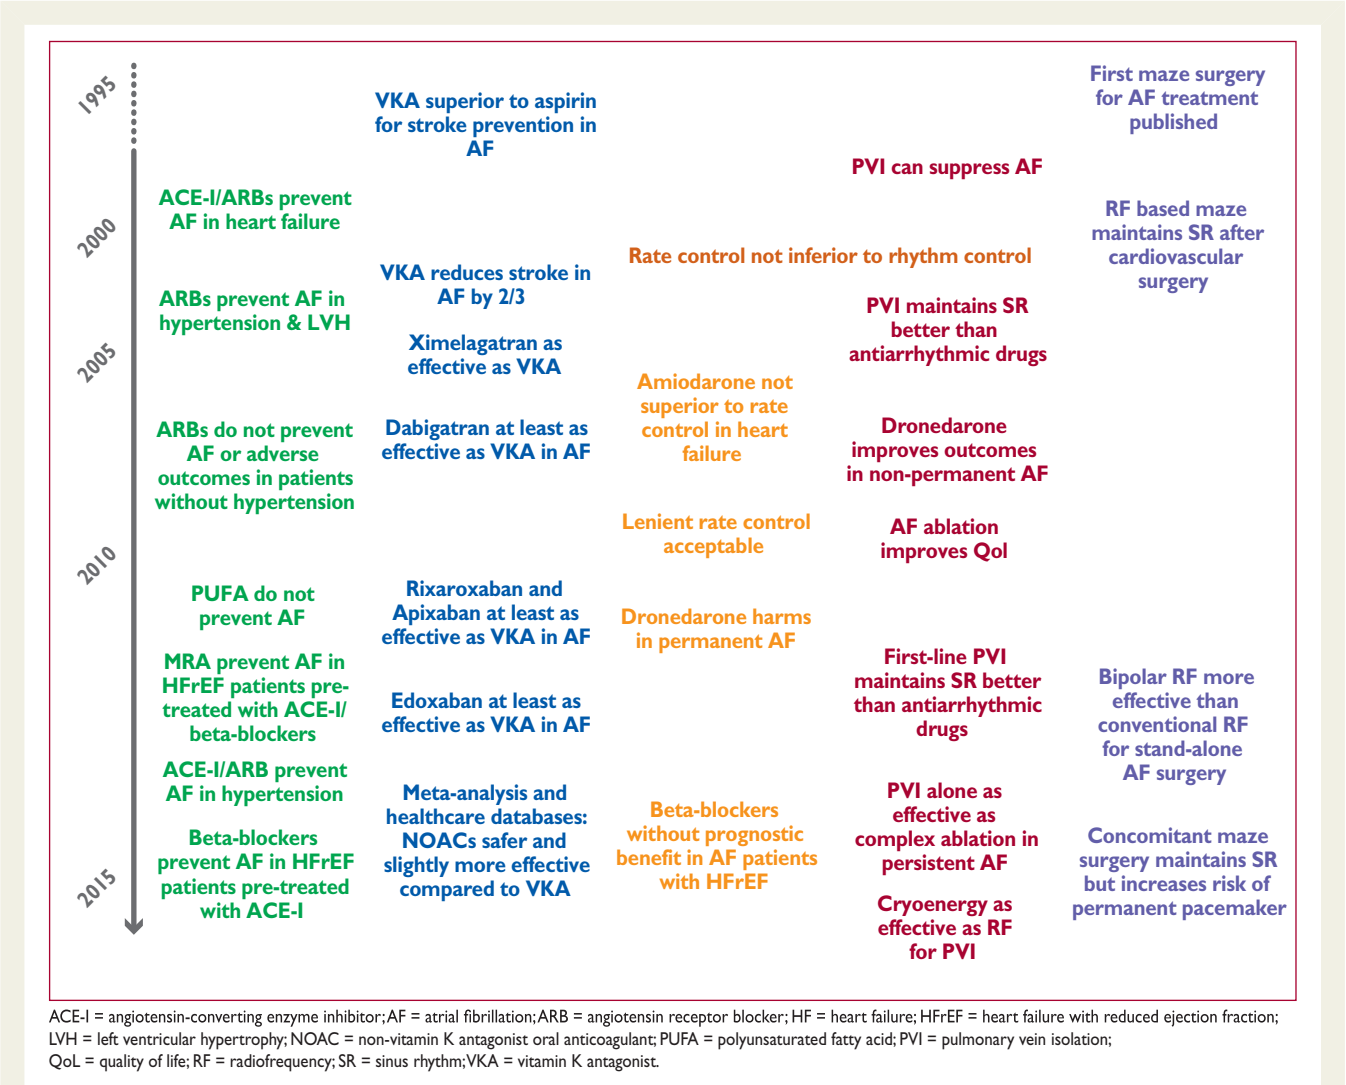 1995
2000
2005
2010
2015
ACE-I/ARBs prevent
AF in heart failure
ARBs prevent AF in
hypertension & LVH
ARBs do not prevent
AF or adverse
outcomes in patients
without hypertension
PUFA do not
prevent AF
MRA prevent AF in
HFrEF patients pre-
treated with ACE-I/
beta-blockers
ACE-I/ARB prevent
AF in hypertension
Beta-blockers
prevent AF in HFrEF
patients pre-treated
with ACE-I
VKA superior to aspirin
for stroke prevention in
AF
VKA reduces stroke in
AF by 2/3
Ximelagatran as
effective as VKA
Dabigatran at least as
effective as VKA in AF
Rixaroxaban and
Apixaban at least as
effective as VKA in AF
Edoxaban at least as
effective as VKA in AF
Meta-analysis and
healthcare databases:
NOACs safer and
slightly more effective
compared to VKA
Rate control not inferior to rhythm control
Amiodarone not
superior to rate
control in heart
failure
Lenient rate control
acceptable
Dronedarone harms
in permanent AF
Beta-blockers
without prognostic
benefit in AF patients
with HFrEF
PVI can suppress AF
PVI maintains SR
better than
antiarrhythmic drugs
Dronedarone
improves outcomes
in non-permanent AF
AF ablation
improves Qol
First-line PVI
maintains SR better
than antiarrhythmic
drugs
PVI alone as
effective as
complex ablation in
persistent AF
Cryoenergy as
effective as RF
for PVI
First maze surgery
for AF treatment
published
RF based maze
maintains SR after
cardiovascular
surgery
Bipolar RF more
effective than
conventional RF
for stand-alone
AF surgery
Concomitant maze
surgery maintains SR
but increases risk of
permanent pacemaker
ACE-I = angiotensin-converting enzyme inhibitor; AF = atrial fibrillation; ARB = angiotensin receptor blocker; HF = heart failure; HFrEF = heart failure with reduced ejection fraction;
LVH = left ventricular hypertrophy; NOAC = non-vitamin K antagonist oral anticoagulant; PUFA = polyunsaturated fatty acid; PVI = pulmonary vein isolation;
QoL = quality of life; RF = radiofrequency; SR = sinus rhythm; VKA = vitamin K antagonist.